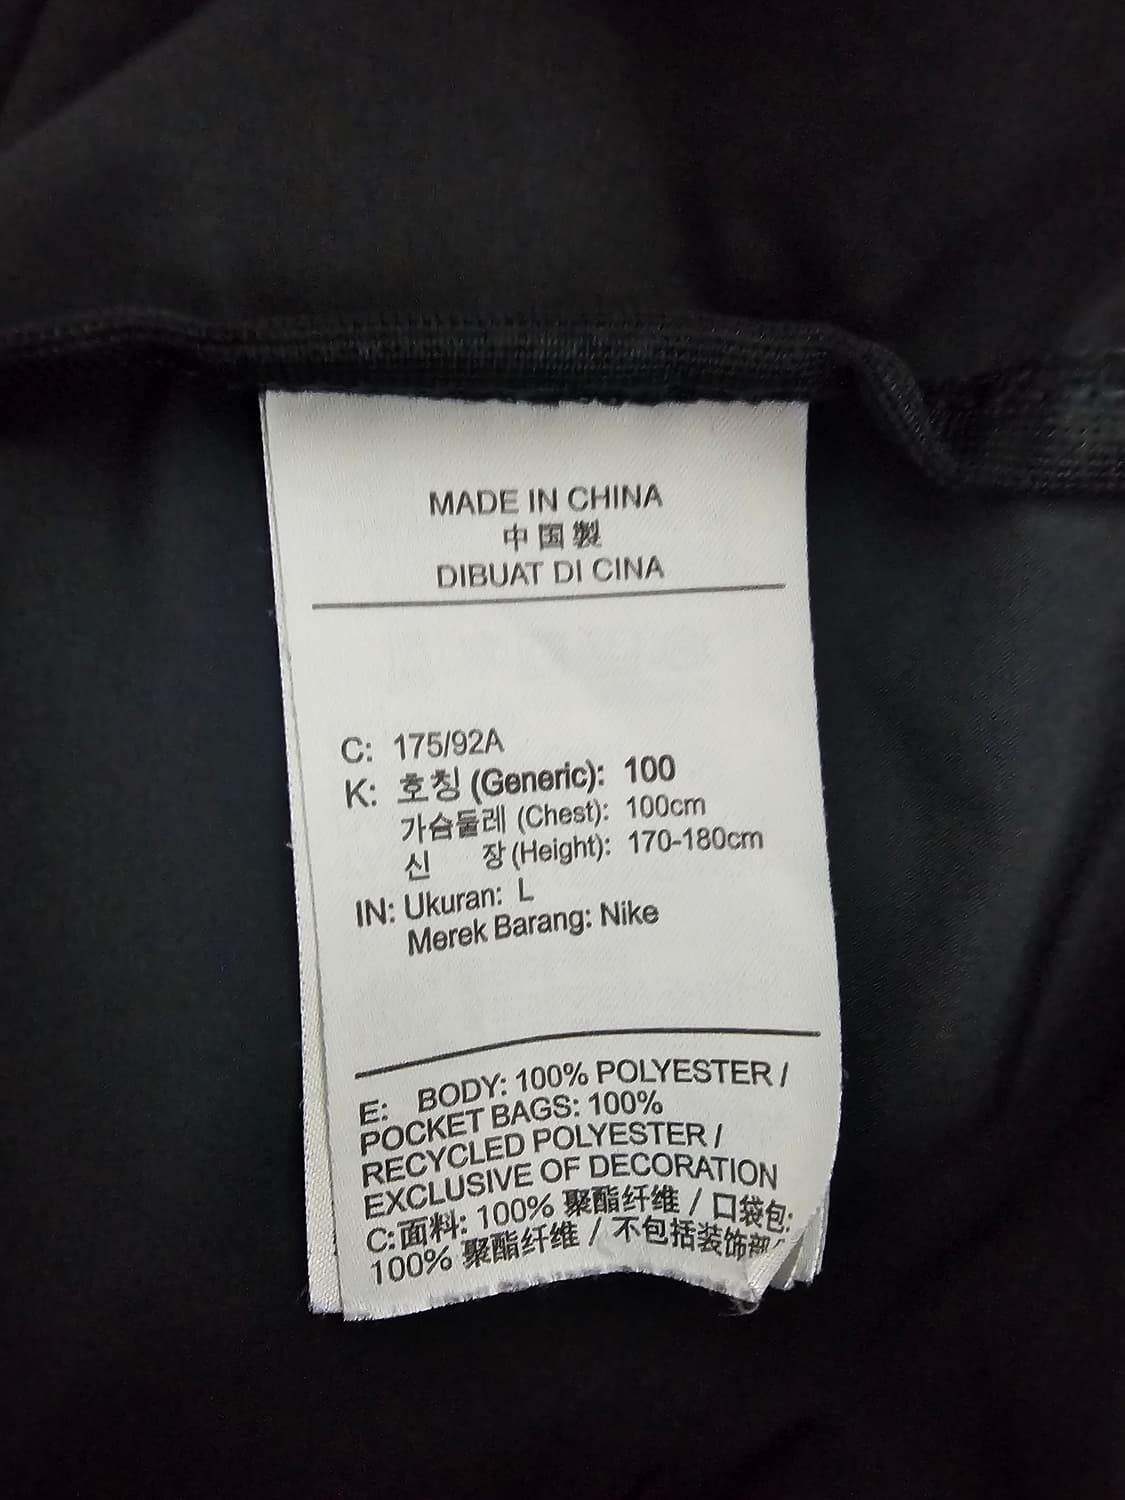 MADE IN CHINA
中国製
DIBUAT DI CINA
C: 175/92A
K: 호칭 (Generic): 100
가슴둘레 (Chest): 100cm
신 장 (Height): 170-180cm
IN: Ukuran: L
Merek Barang: Nike
E: BODY: 100% POLYESTER /
POCKET BAGS: 100%
RECYCLED POLYESTER /
EXCLUSIVE OF DECORATION
C:面料: 100% 聚酯纤维 / 口袋包:
100% 聚酯纤维 / 不包括装饰部